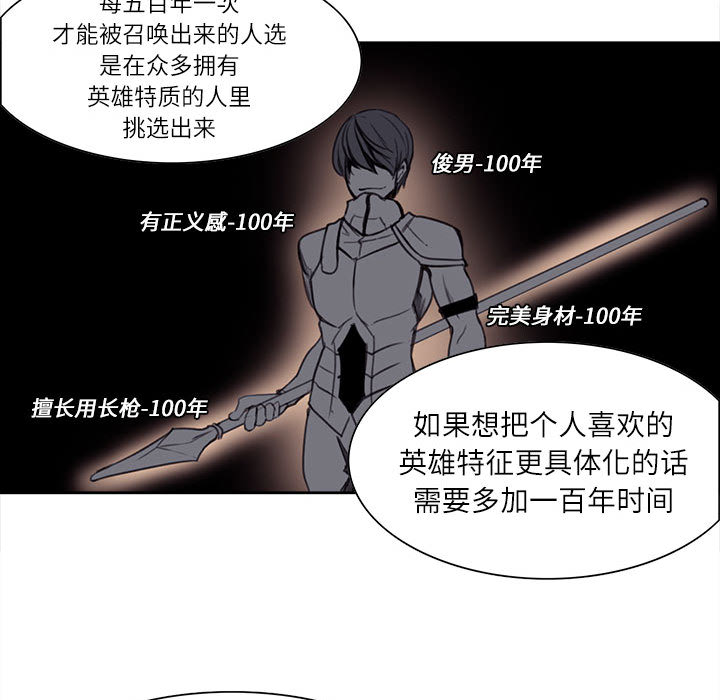 每五百年一次
才能被召唤出来的人选
是在众多拥有
英雄特质的人里
挑选出来
俊男-100年
有正义感-100年
完美身材-100年
擅长用长枪-100年
如果想把个人喜欢的
英雄特征更具体化的话
需要多加一百年时间